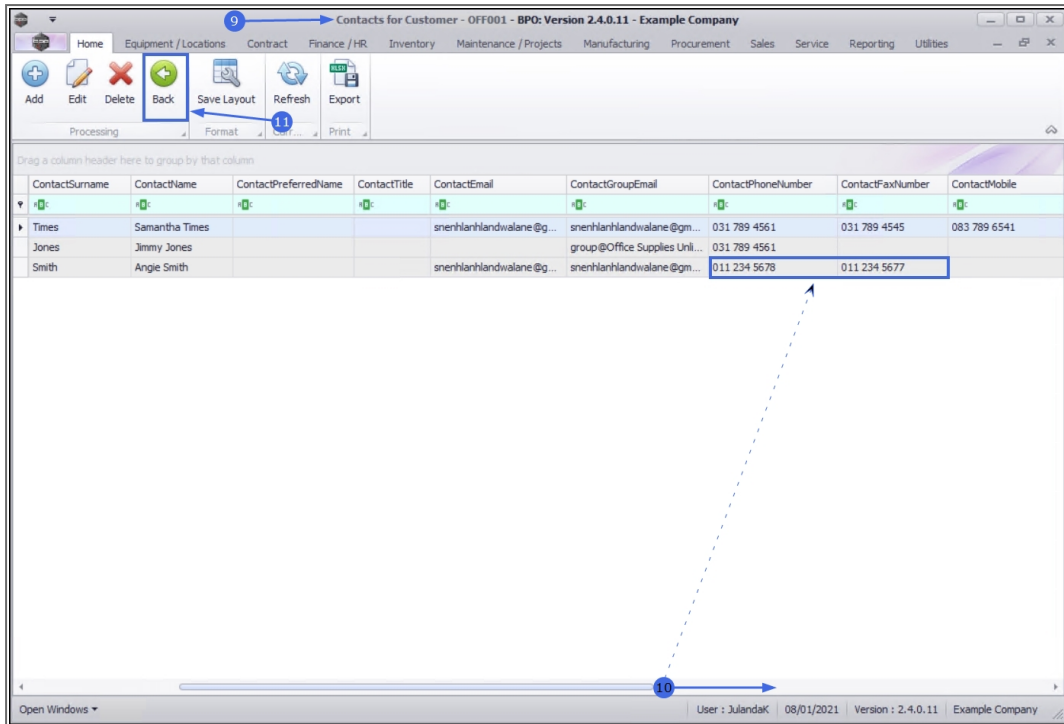 9 Contacts for Customer - OFF001 - BPO: Version 2.4.0.11 - Example Company
Home Equipment / Locations Contract Finance / HR Inventory Maintenance / Projects Manufacturing Procurement Sales Service Reporting Utilities
Add Edit Delete Back Save Layout Refresh Export
11
Processing Format Print
Drag a column header here to group by that column
ContactSurname ContactName ContactPreferredName ContactTitle ContactEmail ContactGroupEmail ContactPhoneNumber ContactFaxNumber ContactMobile
Times Samantha Times snenhlanhlandwalane@g... snenhlanhlandwalane@gm... 031 789 4561 031 789 4545 083 789 6541
Jones Jimmy Jones group@Office Supplies Unli... 031 789 4561
Smith Angie Smith snenhlanhlandwalane@g... snenhlanhlandwalane@gm... 011 234 5678 011 234 5677
10
Open Windows User : JulandaK 08/01/2021 Version : 2.4.0.11 Example Company